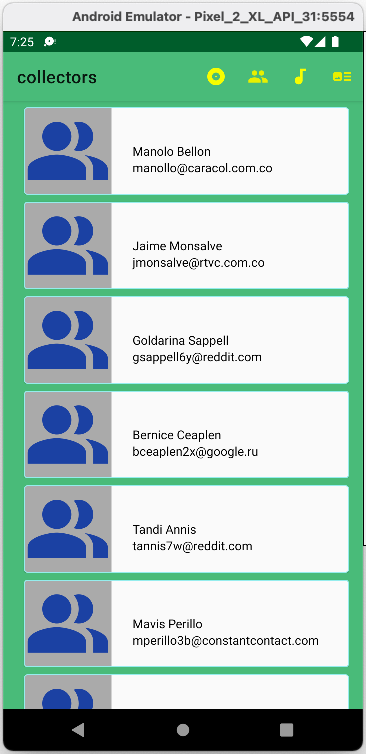 Android Emulator - Pixel_2_XL_API_31:5554
7:25
collectors
Manolo Bellon
manollo@caracol.com.co
Jaime Monsalve
jmonsalve@rtvc.com.co
Goldarina Sappell
gsappell6y@reddit.com
Bernice Ceaplen
bceaplen2x@google.ru
Tandi Annis
tannis7w@reddit.com
Mavis Perillo
mperillo3b@constantcontact.com